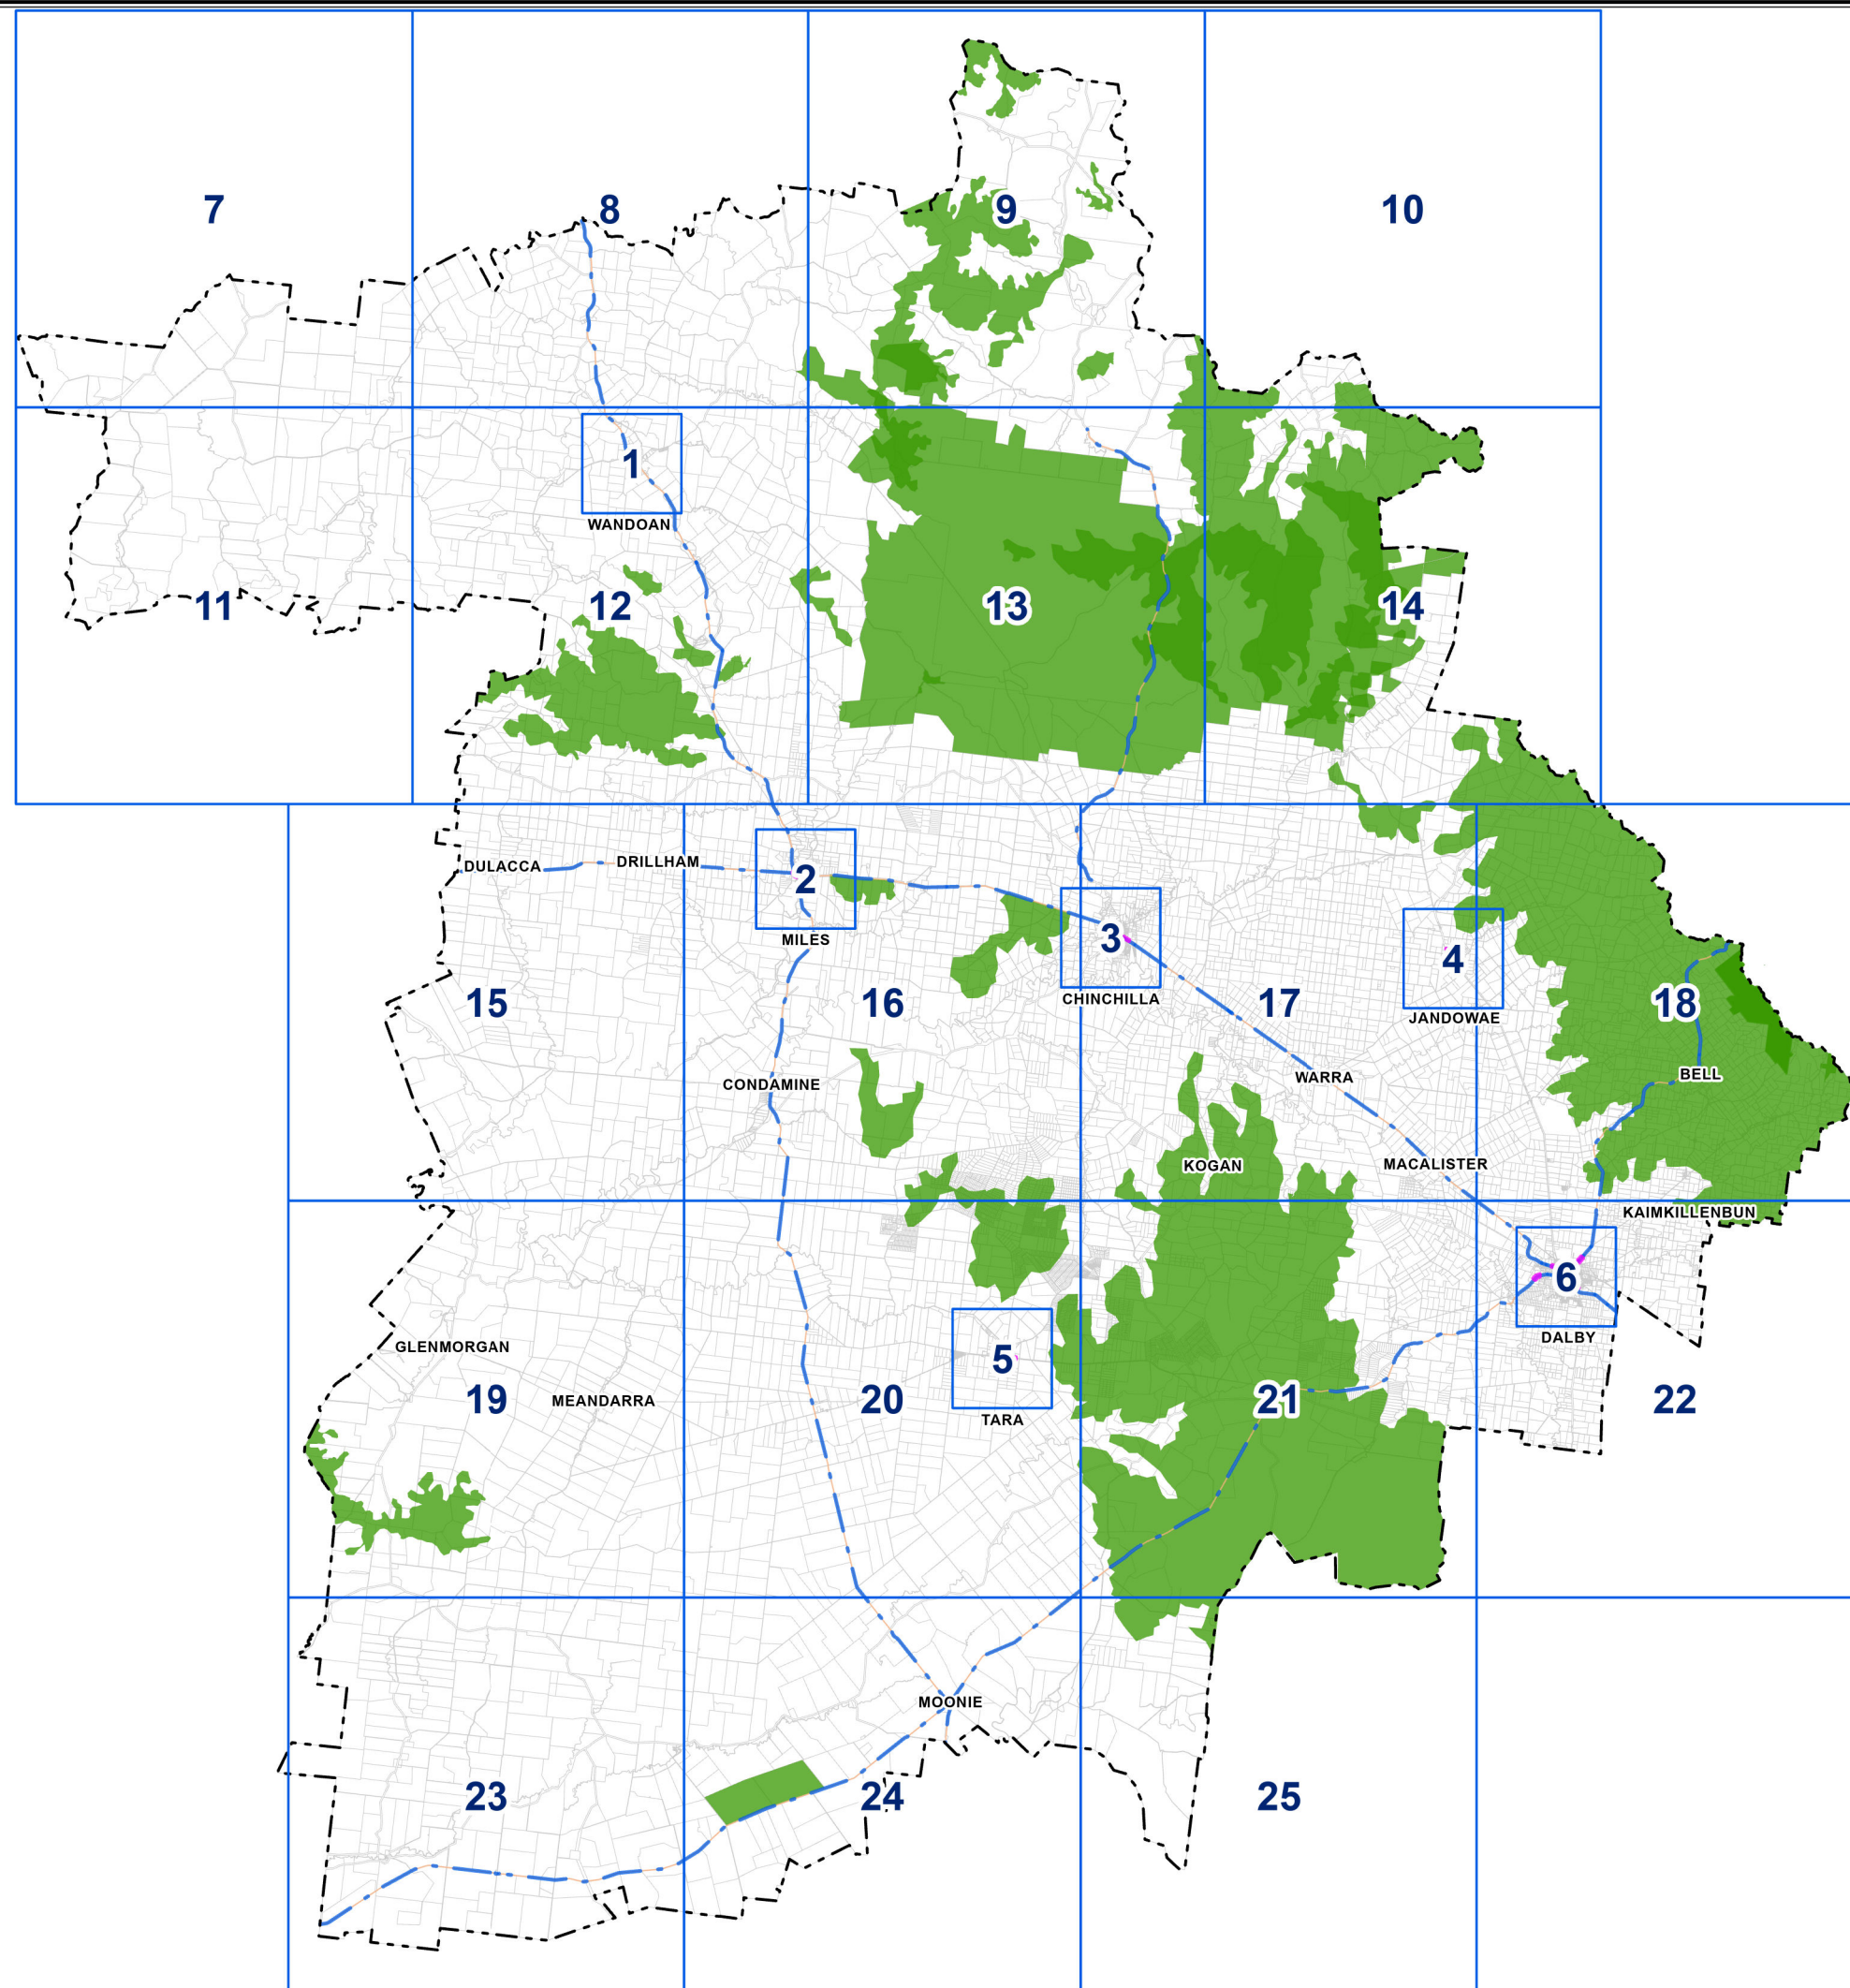 7
8
9
10
1
WANDOAN
11
12
13
14
DULACCA
DRILLHAM
2
MILES
3
CHINCHILLA
4
JANDOWAE
15
16
17
18
CONDAMINE
WARRA
BELL
KOGAN
MACALISTER
KAIMKILLENBUN
6
DALBY
GLENMORGAN
5
TARA
19
MEANDARRA
20
21
22
MOONIE
23
24
25